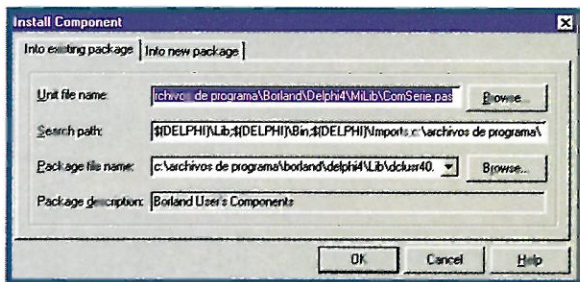 Install Component
Into existing package Into new package
Unit file name: rchivos de programa\Borland\Delphi4\MiLib\ComSerie.pas Browse...
Search path: $(DELPHI)\Lib;$(DELPHI)\Bin;$(DELPHI)\Imports;c:\archivos de programa\
Package file name: c:\archivos de programa\borland\delphi4\Lib\dclusr40. Browse...
Package description: Borland User's Components
OK Cancel Help